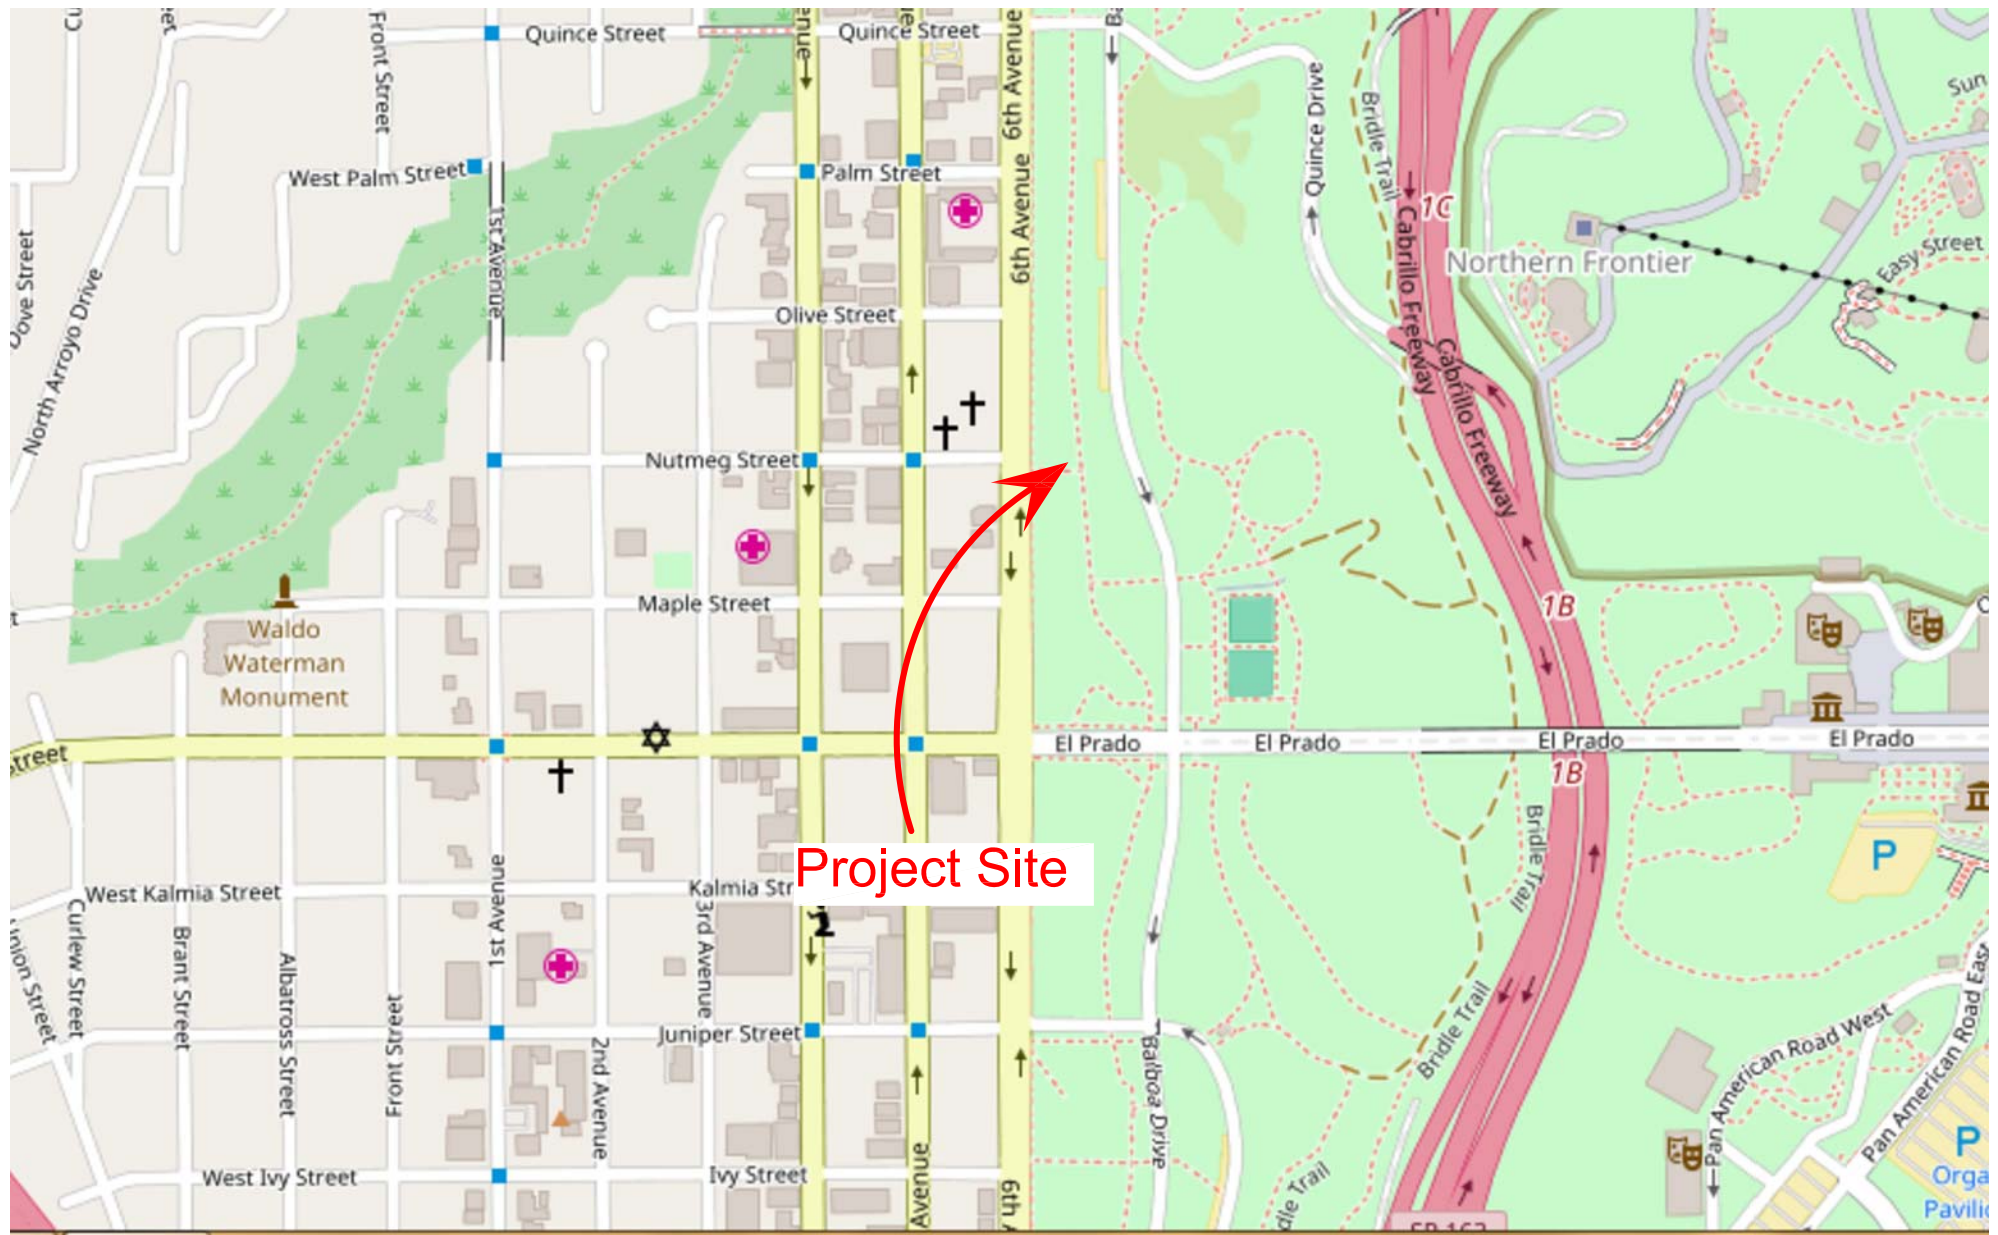 Quince Street
Quince Street
Front Street
6th Avenue
West Palm Street
Palm Street
6th Avenue
1st Avenue
Quince Drive
Bridle Trail
1C
Cabrillo Freeway
Northern Frontier
Easy Street
Sun
Dove Street
North Arroyo Drive
Olive Street
Cabrillo Freeway
Nutmeg Street
Maple Street
1B
Waldo
Waterman
Monument
El Prado
El Prado
El Prado
El Prado
1B
Project Site
Bridle Trail
P
West Kalmia Street
Kalmia Str
Curlew Street
Brant Street
1st Avenue
3rd Avenue
Albatross Street
Front Street
Juniper Street
2nd Avenue
Balboa Drive
Bridle Trail
Pan American Road West
Pan American Road East
P
Orga
Pavilio
West Ivy Street
Ivy Street
Avenue
6th
dle Trail